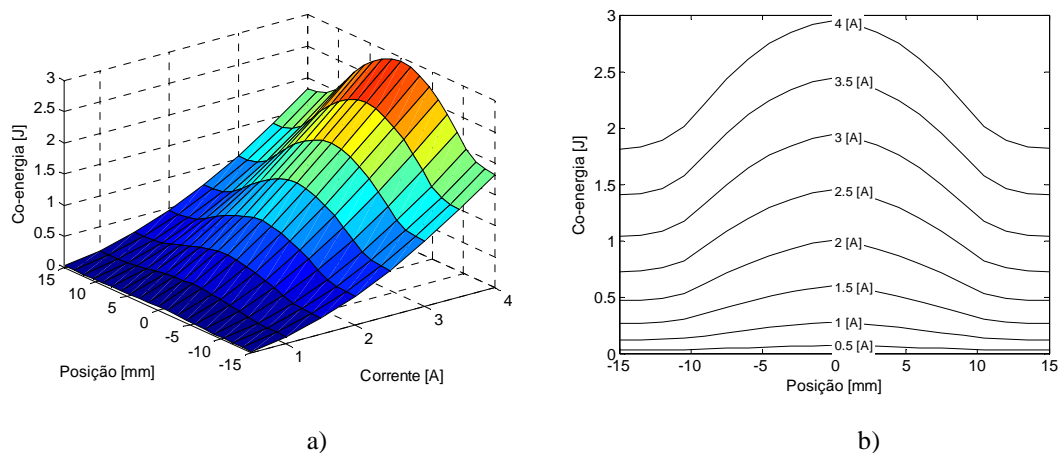 3
2.5
2
1.5
1
0.5
0
Co-energia [J]
15
10
5
0
-5
-10
-15
Posição [mm]
1
2
3
4
Corrente [A]
a)
3
2.5
2
1.5
1
0.5
0
Co-energia [J]
4 [A]
3.5 [A]
3 [A]
2.5 [A]
2 [A]
1.5 [A]
1 [A]
0.5 [A]
-15
-10
-5
0
5
10
15
Posição [mm]
b)